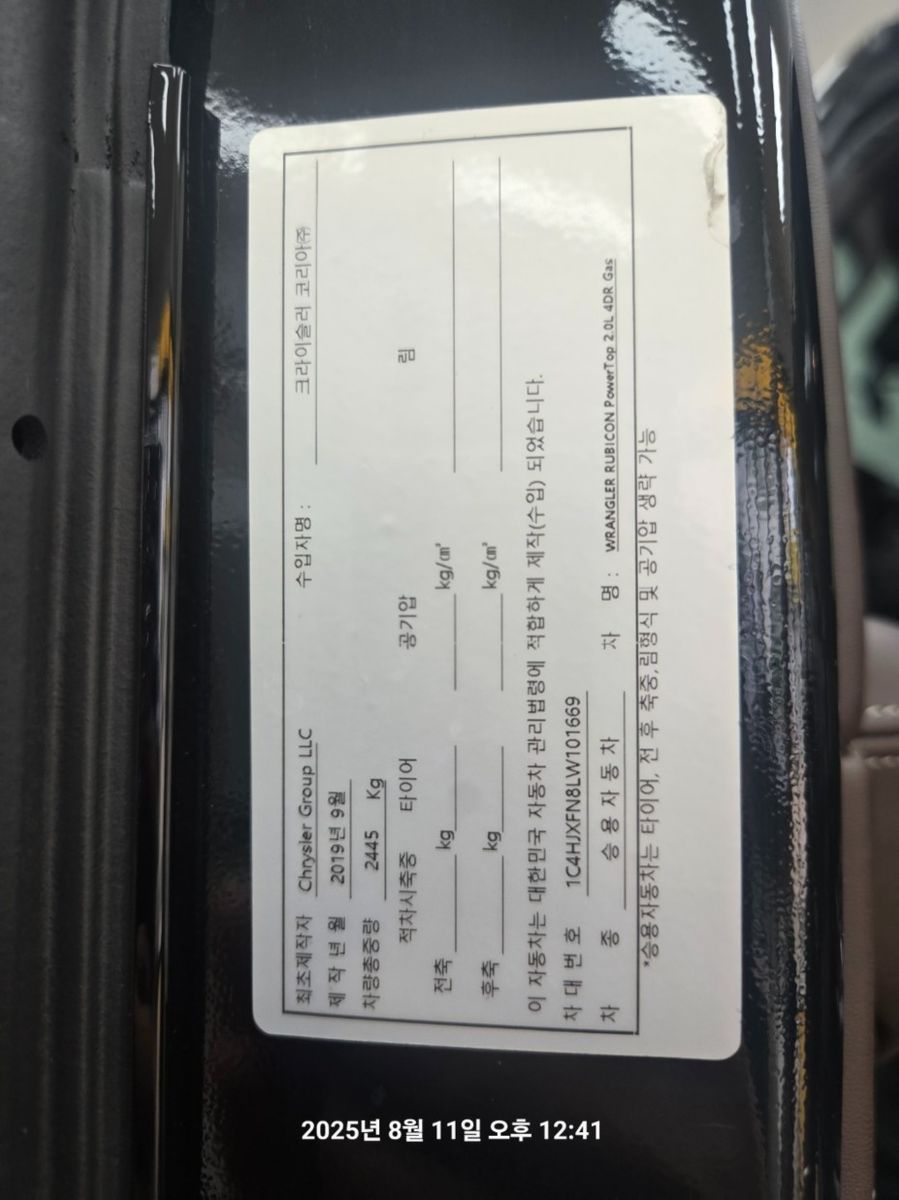 최초제작자 Chrysler Group LLC 수입자명 : 크라이슬러 코리아㈜
제 작 년 월 2019년 9월
차량총중량 2445 Kg
적차시축중 타이어 공기압 림
전축 kg kg/㎠
후축 kg kg/㎠
이 자동차는 대한민국 자동차 관리법령에 적합하게 제작(수입) 되었습니다.
차 대 번 호 1C4HJXFN8LW101669
차 종 승용자동차 차 명 : WRANGLER RUBICON PowerTop 2.0L 4DR Gas
*승용자동차는 타이어, 전 후 축중,림형식 및 공기압 생략 가능
2025년 8월 11일 오후 12:41